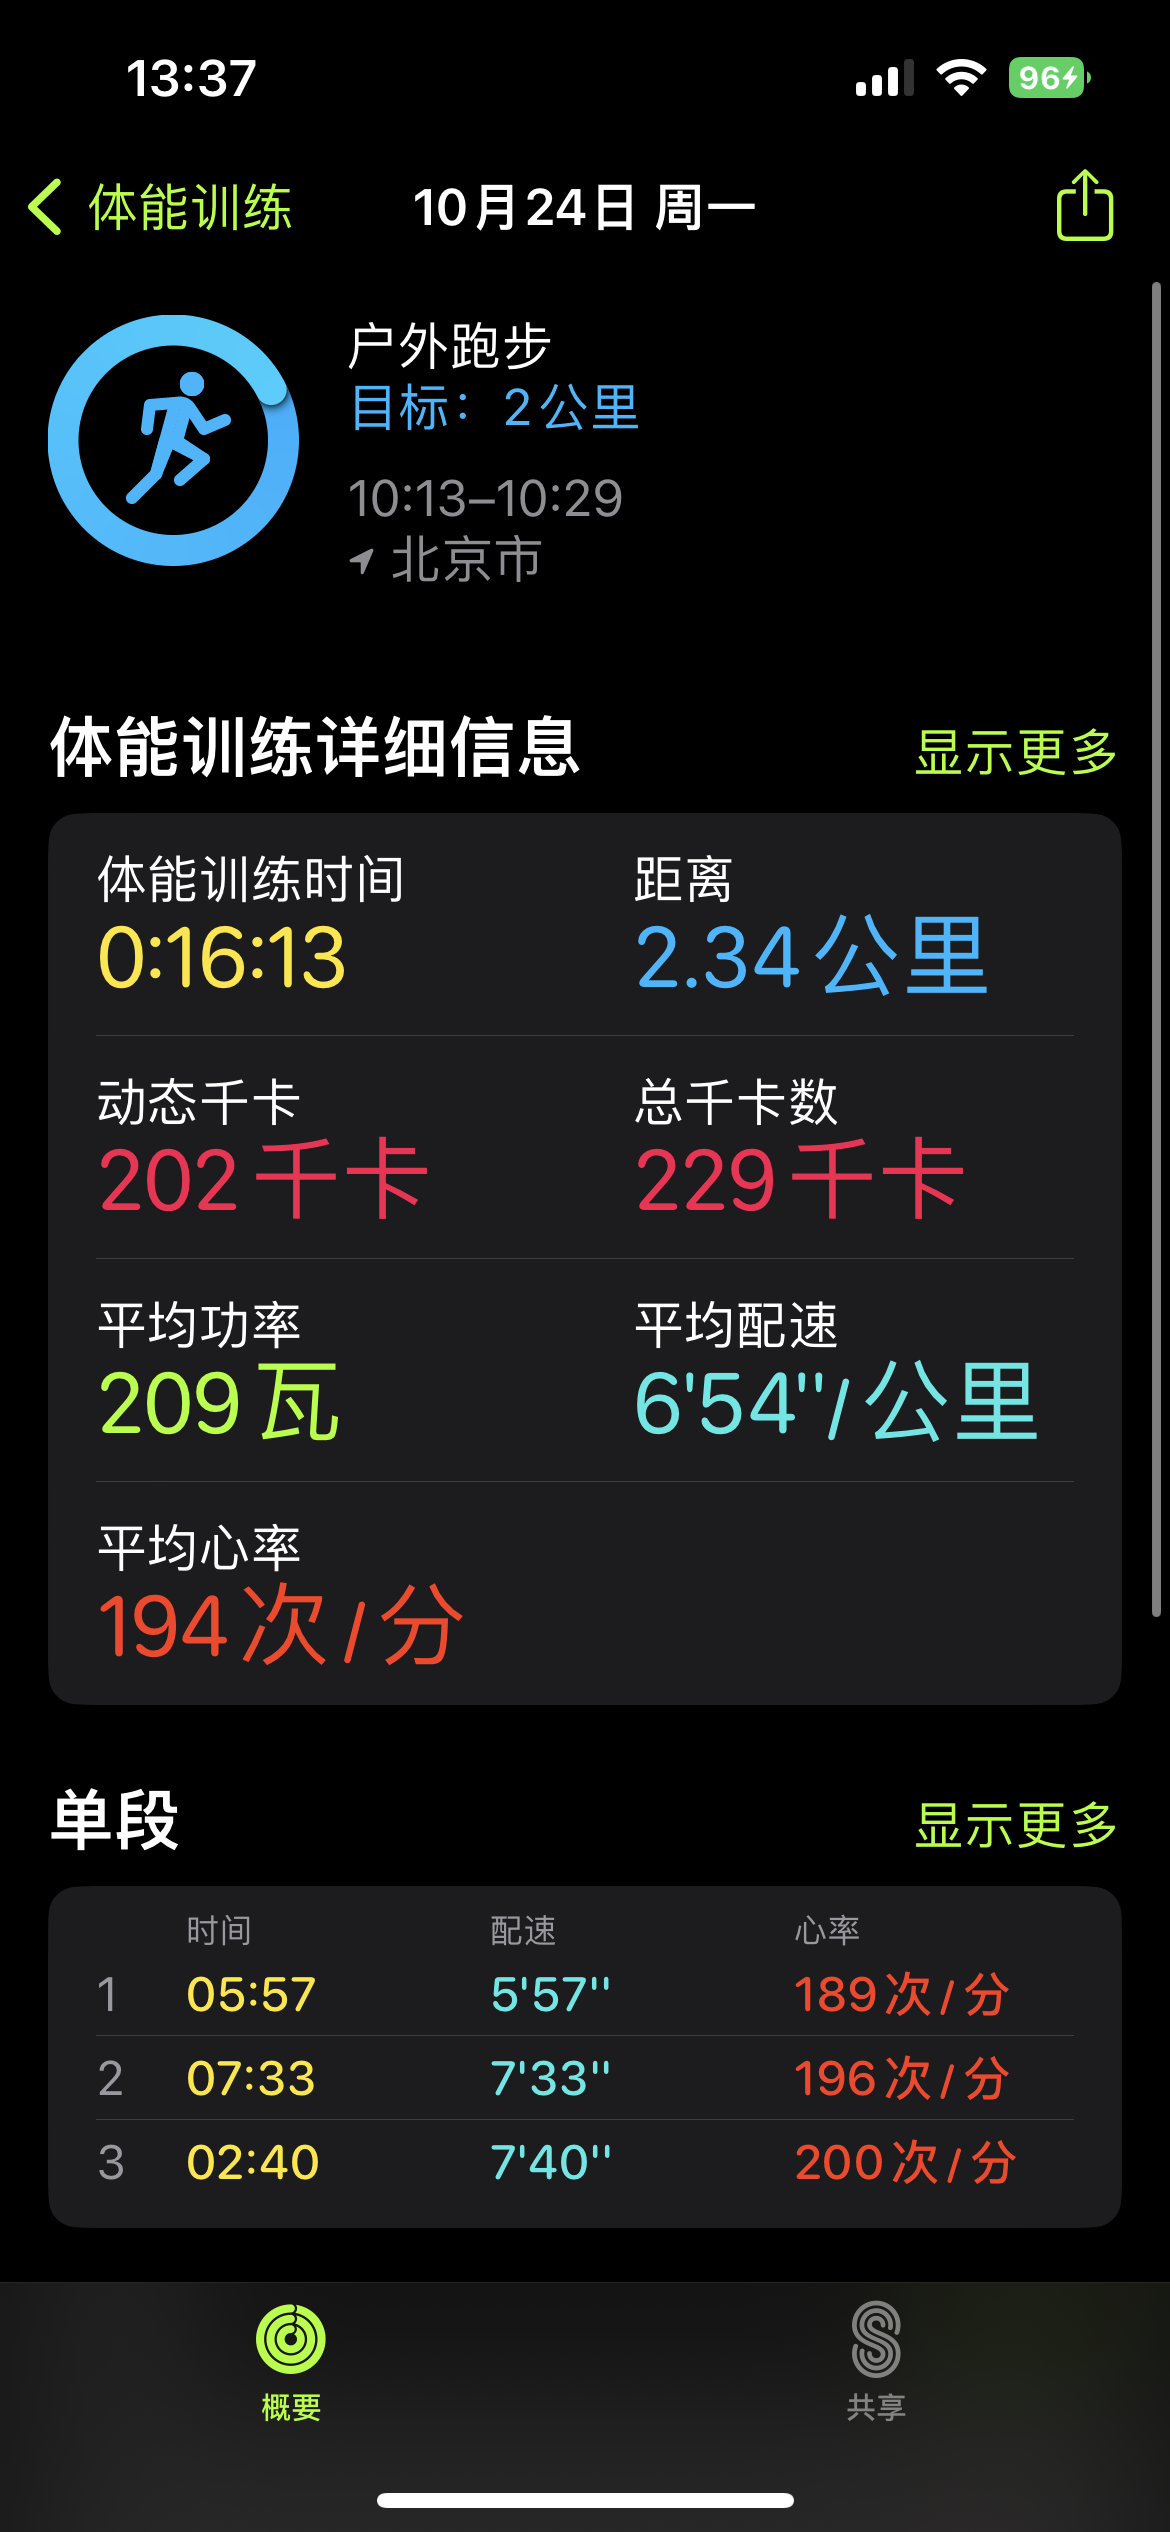 13:37
96
体能训练
10月24日 周一
户外跑步
目标：2公里
10:13–10:29
北京市
体能训练详细信息 显示更多
体能训练时间 距离
0:16:13 2.34公里
动态千卡 总千卡数
202千卡 229千卡
平均功率 平均配速
209瓦 6'54"/公里
平均心率
194次/分
单段 显示更多
时间 配速 心率
1 05:57 5'57'' 189次/分
2 07:33 7'33'' 196次/分
3 02:40 7'40'' 200次/分
概要 共享